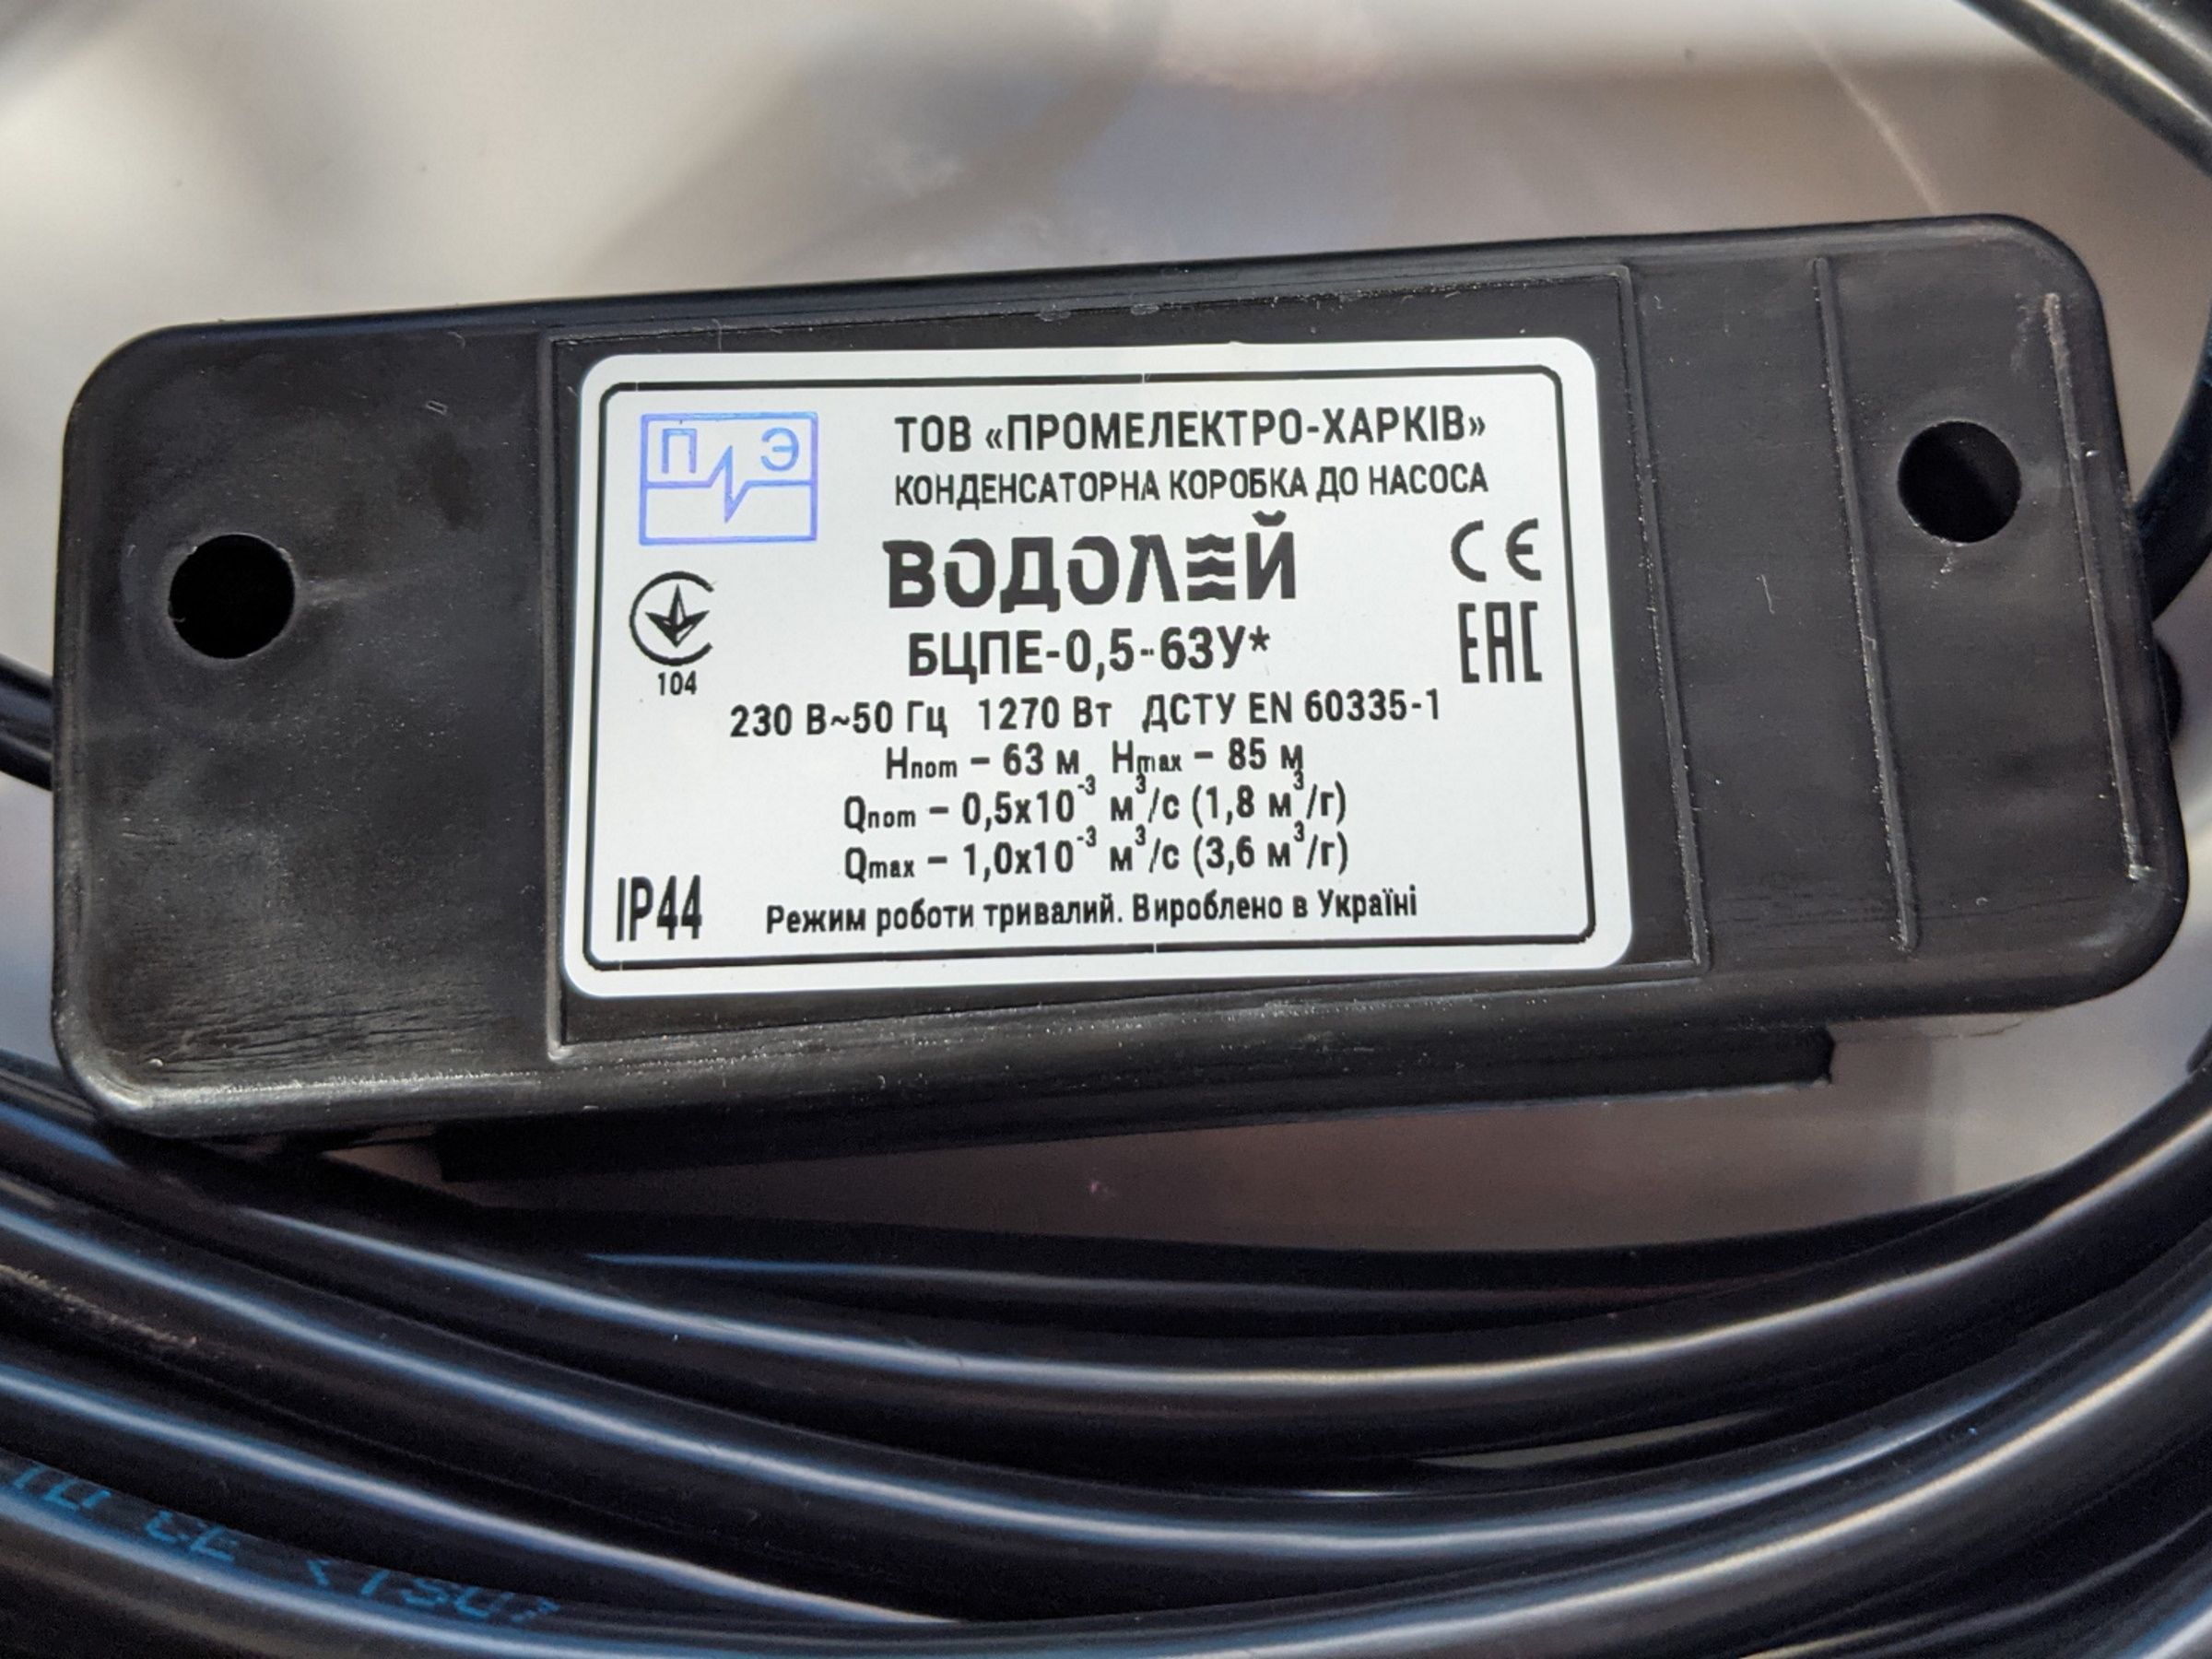 П Э
ТОВ «ПРОМЕЛЕКТРО-ХАРКІВ»
КОНДЕНСАТОРНА КОРОБКА ДО НАСОСА
ВОДОЛЕЙ
CE
БЦПЕ-0,5-63У*
EAC
104
230 В~50 Гц 1270 Вт ДСТУ EN 60335-1
Hnom – 63 м Hmax – 85 м
Qnom – 0,5x10⁻³ м³/с (1,8 м³/г)
Qmax – 1,0x10⁻³ м³/с (3,6 м³/г)
IP44
Режим роботи тривалий. Вироблено в Україні